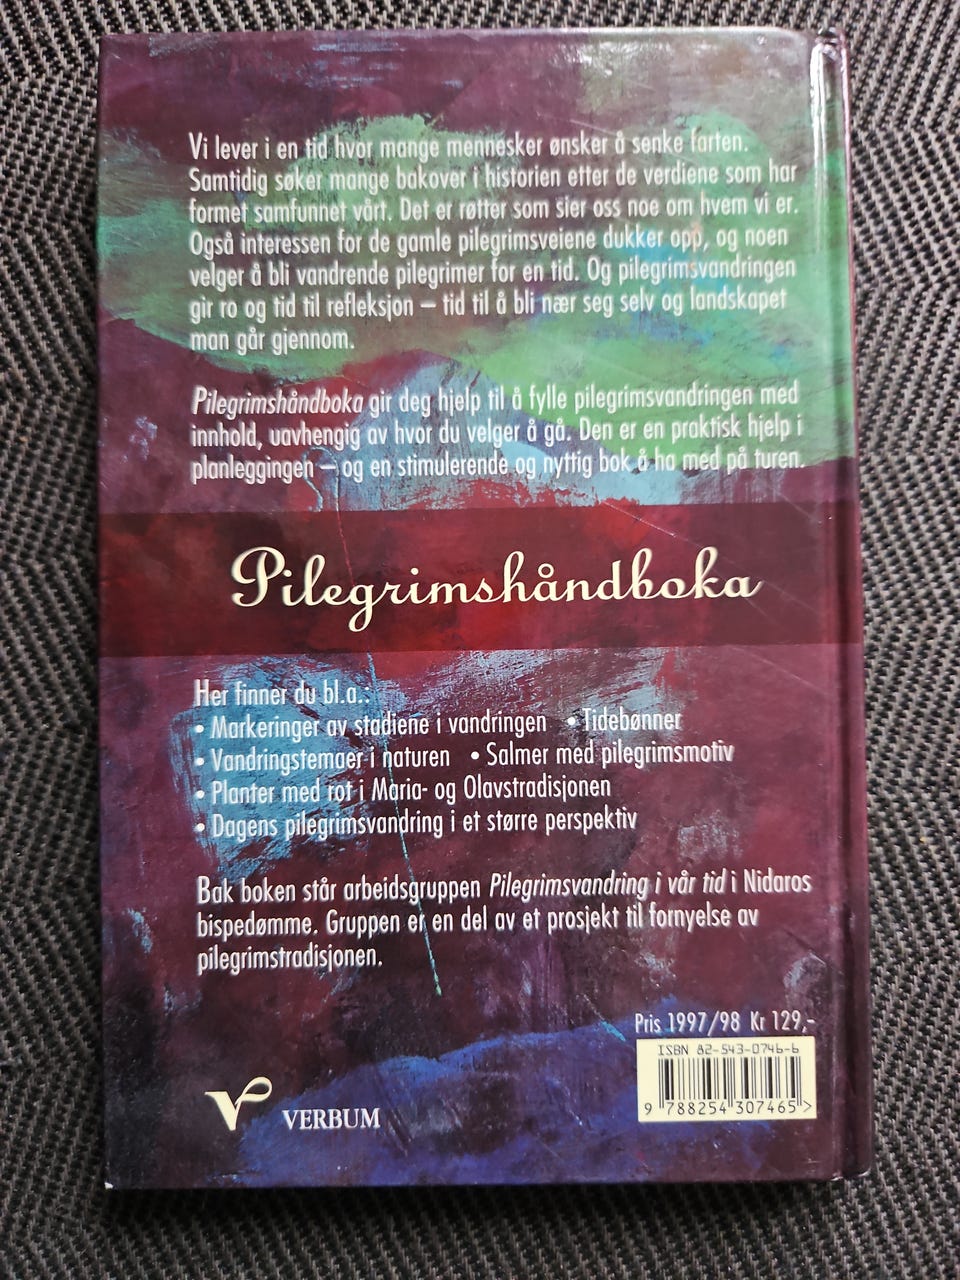 Vi lever i en tid hvor mange mennesker ønsker å senke farten.
Samtidig søker mange bakover i historien etter de verdiene som har
formet samfunnet vårt. Det er røtter som sier oss noe om hvem vi er.
Også interessen for de gamle pilegrimsveiene dukker opp, og noen
velger å bli vandrende pilegrimer for en tid. Og pilegrimsvandringen
gir ro og tid til refleksjon – tid til å bli nær seg selv og landskapet
man går gjennom.
Pilegrimshåndboka gir deg hjelp til å fylle pilegrimsvandringen med
innhold, uavhengig av hvor du velger å gå. Den er en praktisk hjelp i
planleggingen – og en stimulerende og nyttig bok å ha med på turen.
Pilegrimshåndboka
Her finner du bl.a.:
• Markeringer av stadiene i vandringen • Tidebønner
• Vandringstemaer i naturen • Salmer med pilegrimsmotiv
• Planter med rot i Maria- og Olavstradisjonen
• Dagens pilegrimsvandring i et større perspektiv
Bak boken står arbeidsgruppen Pilegrimsvandring i vår tid i Nidaros
bispedømme. Gruppen er en del av et prosjekt til fornyelse av
pilegrimstradisjonen.
Pris 1997/98 Kr 129,-
ISBN 82-543-0746-6
9 788254 307465 >
VERBUM